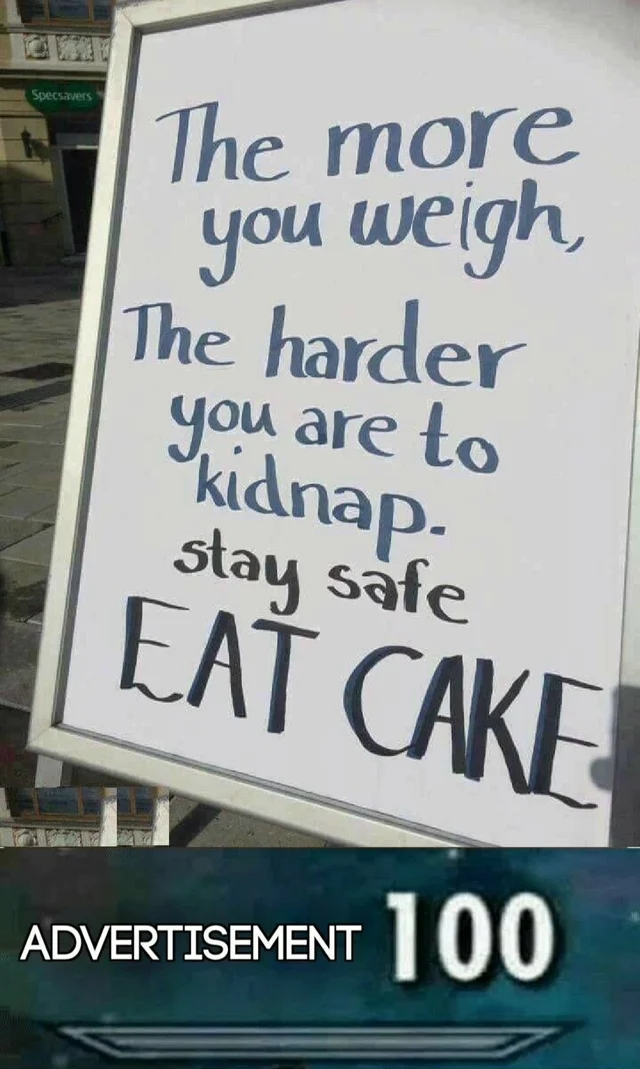 Specsavers
The more
you weigh,
The harder
you are to
kidnap.
stay safe
EAT CAKE
ADVERTISEMENT 100